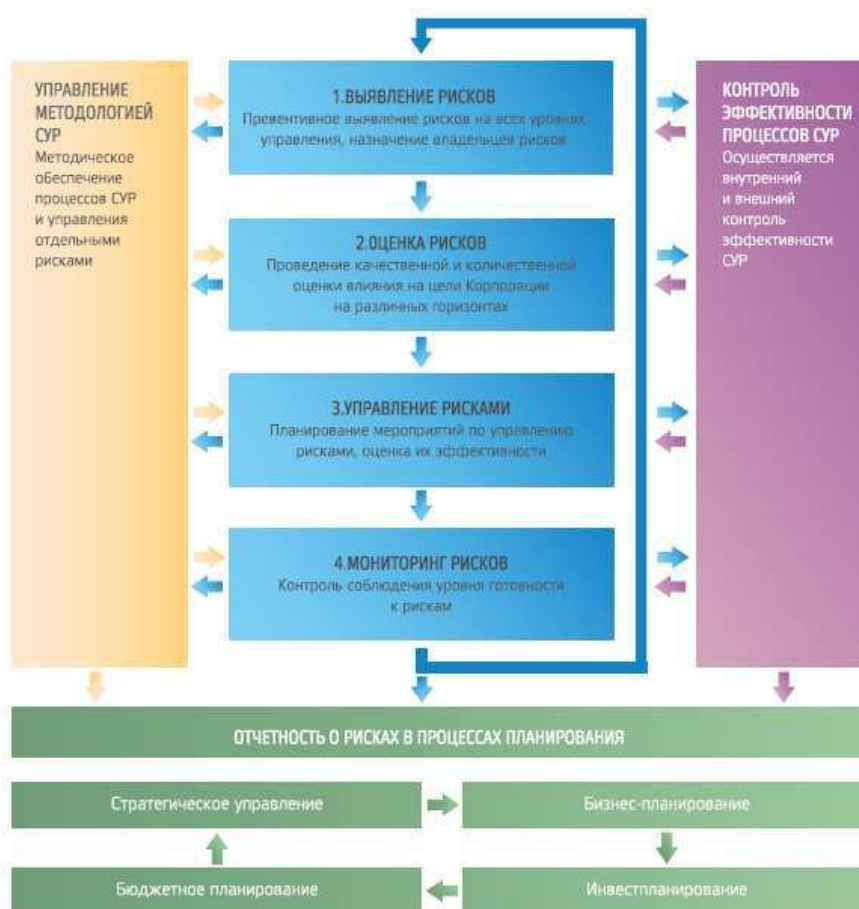 УПРАВЛЕНИЕ
МЕТОДОЛОГИЕЙ
СУР
Методическое
обеспечение
процессов СУР
и управления
отдельными
рисками
1.ВЫЯВЛЕНИЕ РИСКОВ
Превентивное выявление рисков на всех уровнях
управления, назначение владельцев рисков
2.ОЦЕНКА РИСКОВ
Проведение качественной и количественной
оценки влияния на цели Корпорации
на различных горизонтах
3.УПРАВЛЕНИЕ РИСКАМИ
Планирование мероприятий по управлению
рисками, оценка их эффективности
4.МОНИТОРИНГ РИСКОВ
Контроль соблюдения уровня готовности
к рискам
КОНТРОЛЬ
ЭФФЕКТИВНОСТИ
ПРОЦЕССОВ СУР
Осуществляется
внутренний
и внешний
контроль
эффективности
СУР
ОТЧЕТНОСТЬ О РИСКАХ В ПРОЦЕССАХ ПЛАНИРОВАНИЯ
Стратегическое управление
Бизнес-планирование
Бюджетное планирование
Инвестпланирование